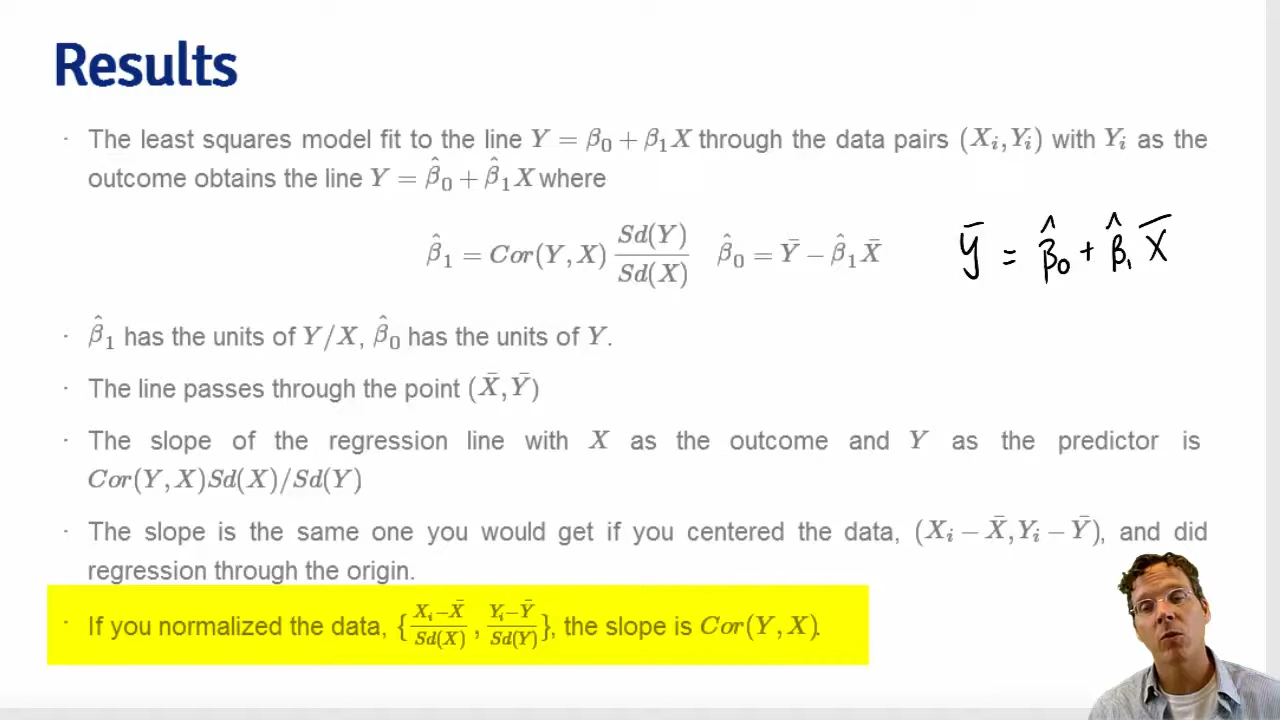 Results
· The least squares model fit to the line Y = β₀ + β₁X through the data pairs (Xᵢ, Yᵢ) with Yᵢ as the
outcome obtains the line Y = β̂₀ + β̂₁X where
β̂₁ = Cor(Y, X) Sd(Y)/Sd(X) β̂₀ = Ȳ − β̂₁X̄
ȳ = β̂₀ + β̂₁ X̄
· β̂₁ has the units of Y/X, β̂₀ has the units of Y.
· The line passes through the point (X̄, Ȳ)
· The slope of the regression line with X as the outcome and Y as the predictor is
Cor(Y, X)Sd(X)/Sd(Y)
· The slope is the same one you would get if you centered the data, (Xᵢ − X̄, Yᵢ − Ȳ), and did
regression through the origin.
· If you normalized the data, {(Xᵢ−X̄)/Sd(X), (Yᵢ−Ȳ)/Sd(Y)}, the slope is Cor(Y, X).